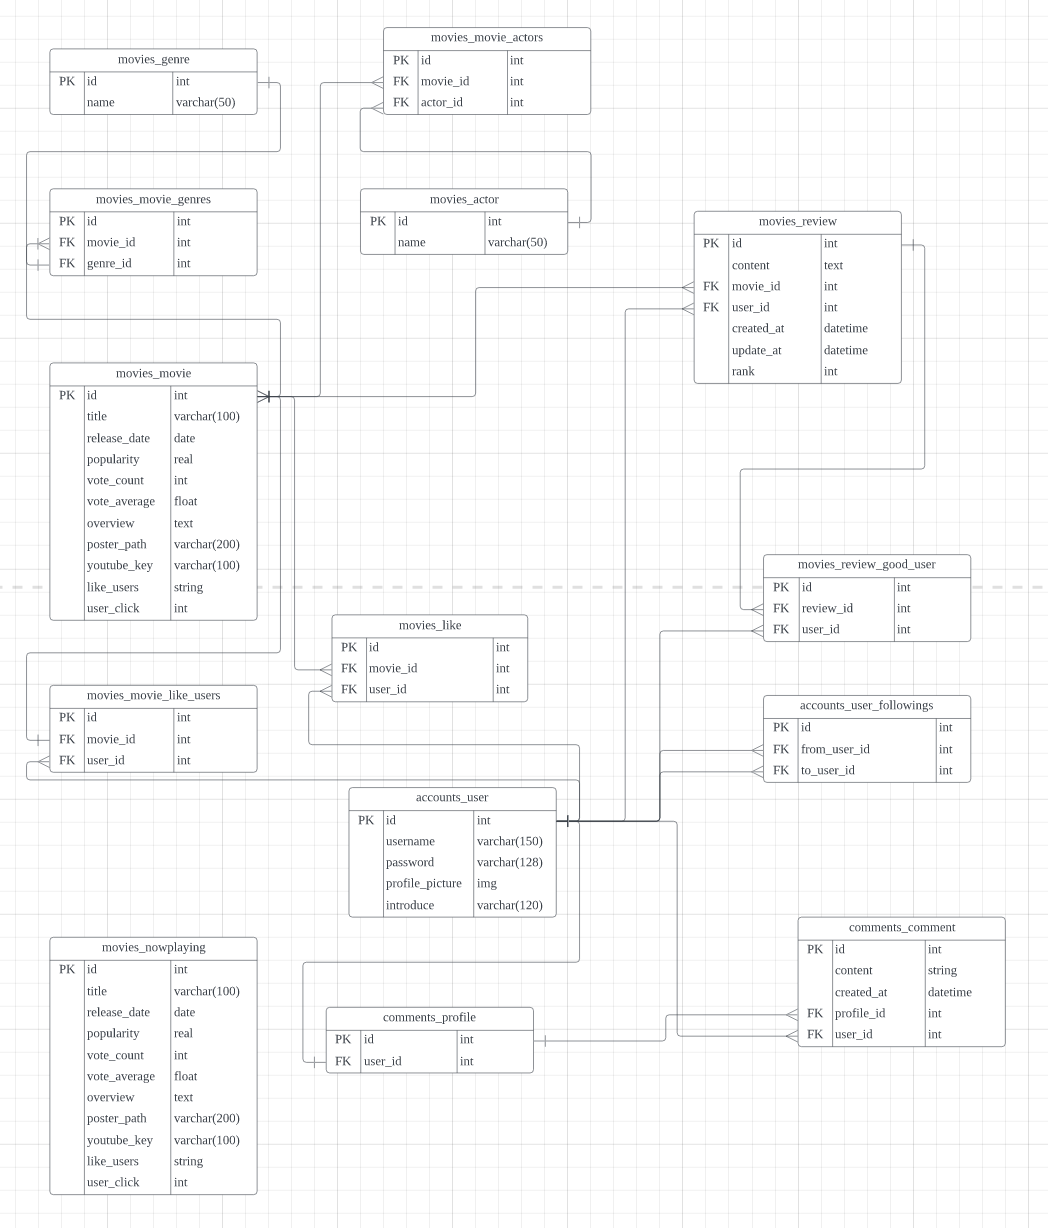 movies_movie_actors
PK id int
FK movie_id int
FK actor_id int
movies_genre
PK id int
name varchar(50)
movies_movie_genres
PK id int
FK movie_id int
FK genre_id int
movies_actor
PK id int
name varchar(50)
movies_review
PK id int
content text
FK movie_id int
FK user_id int
created_at datetime
update_at datetime
rank int
movies_movie
PK id int
title varchar(100)
release_date date
popularity real
vote_count int
vote_average float
overview text
poster_path varchar(200)
youtube_key varchar(100)
like_users string
user_click int
movies_review_good_user
PK id int
FK review_id int
FK user_id int
movies_like
PK id int
FK movie_id int
FK user_id int
movies_movie_like_users
PK id int
FK movie_id int
FK user_id int
accounts_user_followings
PK id int
FK from_user_id int
FK to_user_id int
accounts_user
PK id int
username varchar(150)
password varchar(128)
profile_picture img
introduce varchar(120)
comments_comment
PK id int
content string
created_at datetime
FK profile_id int
FK user_id int
movies_nowplaying
PK id int
title varchar(100)
release_date date
popularity real
vote_count int
vote_average float
overview text
poster_path varchar(200)
youtube_key varchar(100)
like_users string
user_click int
comments_profile
PK id int
FK user_id int